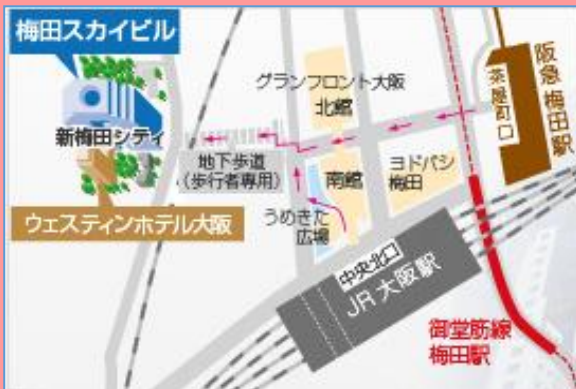 梅田スカイビル
新梅田シティ
ウェスティンホテル大阪
グランフロント大阪
北館
地下歩道
(歩行者専用)
南館
うめきた
広場
ヨドバシ
梅田
中央北口
JR 大阪駅
茶屋町口
阪急 梅田駅
御堂筋線
梅田駅